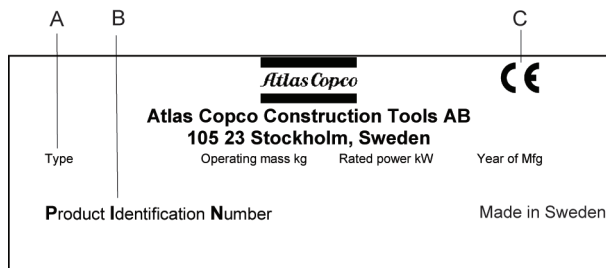 A B C
Atlas Copco
CE
Atlas Copco Construction Tools AB
105 23 Stockholm, Sweden
Type Operating mass kg Rated power kW Year of Mfg
Product Identification Number Made in Sweden